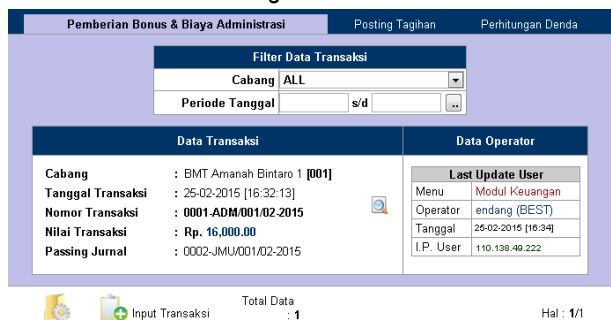 Pemberian Bonus & Biaya Administrasi Posting Tagihan Perhitungan Denda
Filter Data Transaksi
Cabang ALL
Periode Tanggal s/d ..
Data Transaksi Data Operator
Cabang : BMT Amanah Bintaro 1 [001]
Tanggal Transaksi : 25-02-2015 [16:32:13]
Nomor Transaksi : 0001-ADM/001/02-2015
Nilai Transaksi : Rp. 16,000.00
Passing Jurnal : 0002-JMU/001/02-2015
Last Update User
Menu Modul Keuangan
Operator endang (BEST)
Tanggal 25-02-2015 [16:34]
I.P. User 110.138.49.222
Input Transaksi Total Data : 1 Hal : 1/1